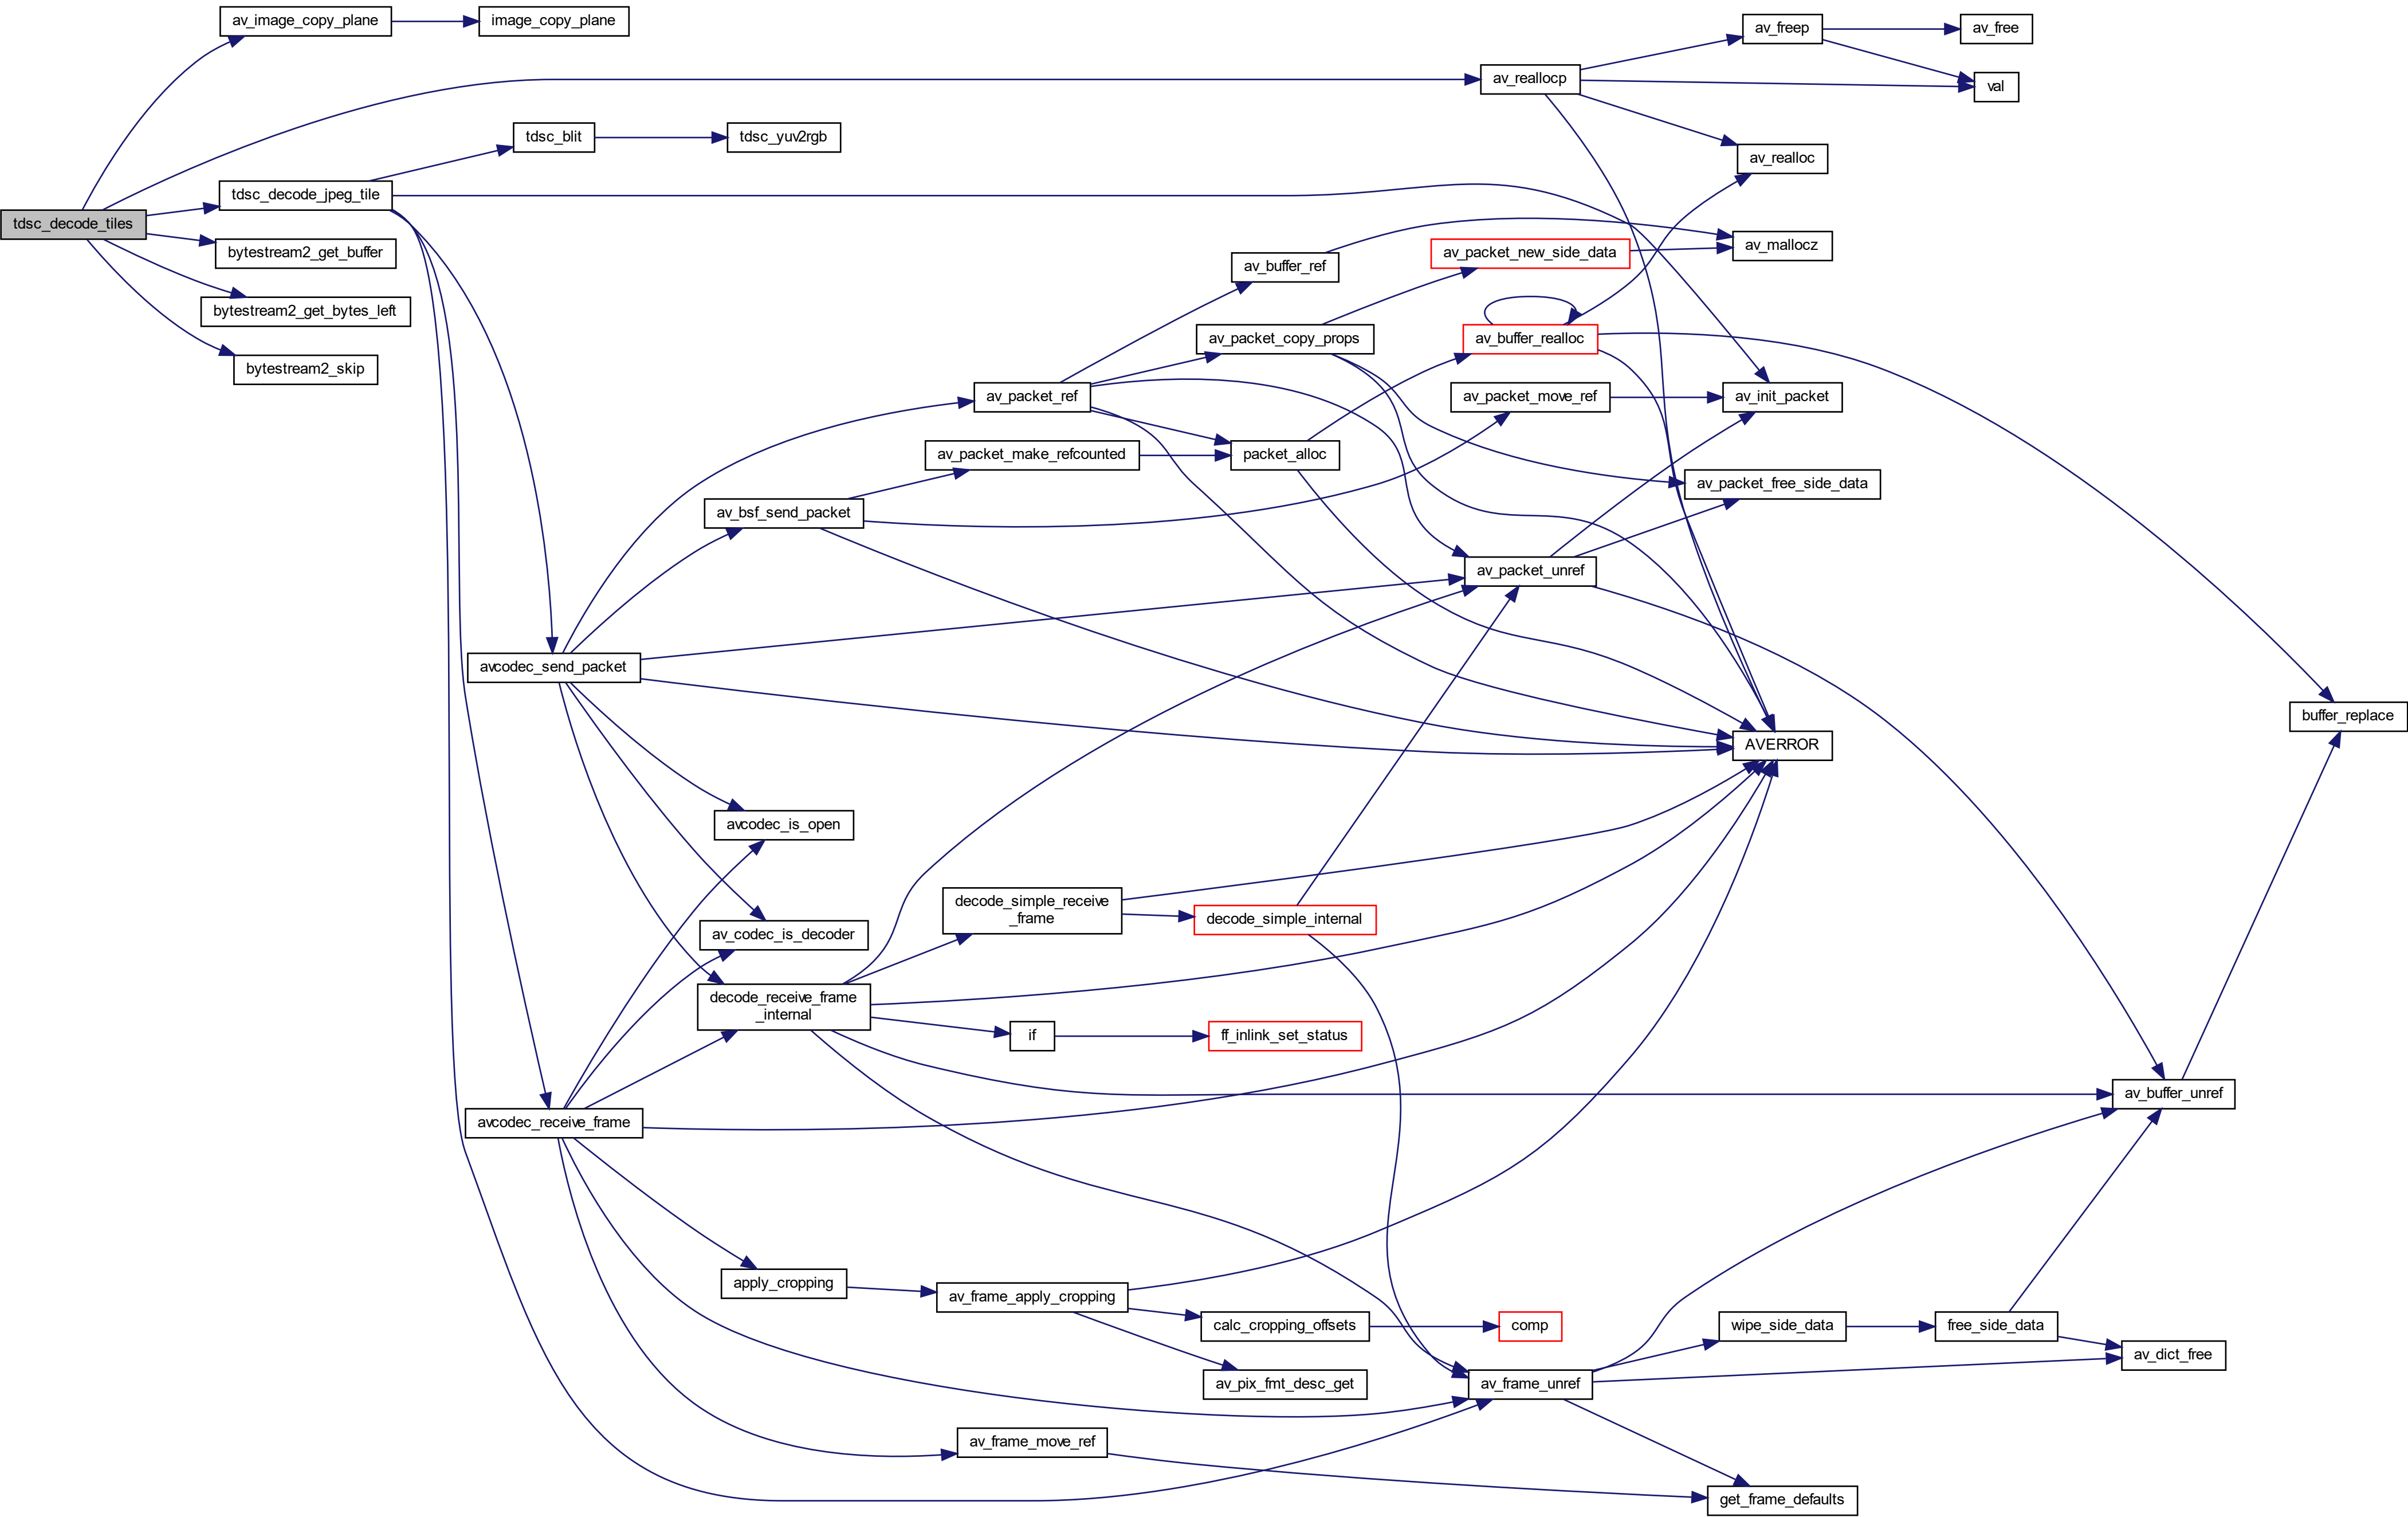 av_image_copy_plane
image_copy_plane
av_freep
av_free
av_reallocp
val
tdsc_blit
tdsc_yuv2rgb
av_realloc
tdsc_decode_jpeg_tile
tdsc_decode_tiles
bytestream2_get_buffer
av_packet_new_side_data
av_mallocz
av_buffer_ref
bytestream2_get_bytes_left
av_packet_copy_props
av_buffer_realloc
bytestream2_skip
av_packet_ref
av_packet_move_ref
av_init_packet
av_packet_make_refcounted
packet_alloc
av_packet_free_side_data
av_bsf_send_packet
av_packet_unref
avcodec_send_packet
buffer_replace
AVERROR
avcodec_is_open
decode_simple_receive
_frame
decode_simple_internal
av_codec_is_decoder
decode_receive_frame
_internal
if
ff_inlink_set_status
av_buffer_unref
avcodec_receive_frame
apply_cropping
av_frame_apply_cropping
calc_cropping_offsets
comp
wipe_side_data
free_side_data
av_dict_free
av_pix_fmt_desc_get
av_frame_unref
av_frame_move_ref
get_frame_defaults